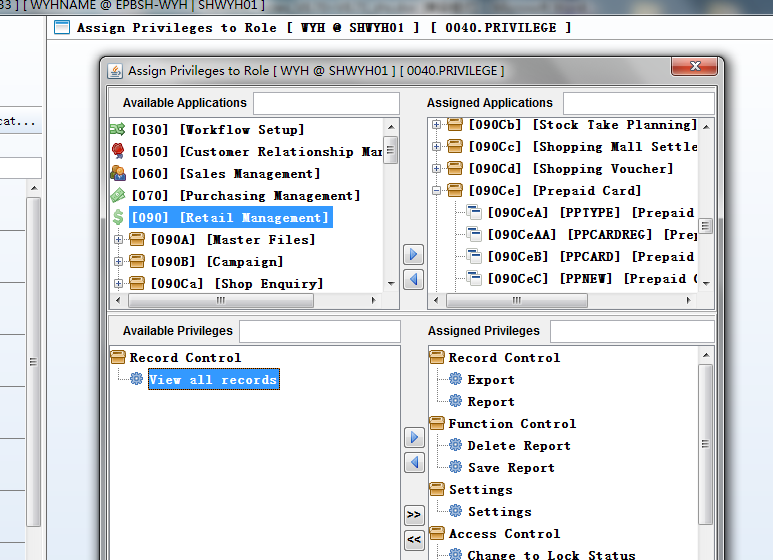 33 ] [ WYHNAME @ EPBSH-WYH | SHWYH01 ]
Assign Privileges to Role [ WYH @ SHWYH01 ] [ 0040.PRIVILEGE ]
Assign Privileges to Role [ WYH @ SHWYH01 ] [ 0040.PRIVILEGE ]
cat...
Available Applications
[030] [Workflow Setup]
[050] [Customer Relationship Man
[060] [Sales Management]
[070] [Purchasing Management]
[090] [Retail Management]
[090A] [Master Files]
[090B] [Campaign]
[090Ca] [Shop Enquiry]
Assigned Applications
[090Cb] [Stock Take Planning]
[090Cc] [Shopping Mall Settle
[090Cd] [Shopping Voucher]
[090Ce] [Prepaid Card]
[090CeA] [PPTYPE] [Prepaid
[090CeAA] [PPCARDREG] [Prep
[090CeB] [PPCARD] [Prepaid
[090CeC] [PPNEW] [Prepaid C
Available Privileges
Record Control
View all records
>>
<<
Assigned Privileges
Record Control
Export
Report
Function Control
Delete Report
Save Report
Settings
Settings
Access Control
Change to Lock Status